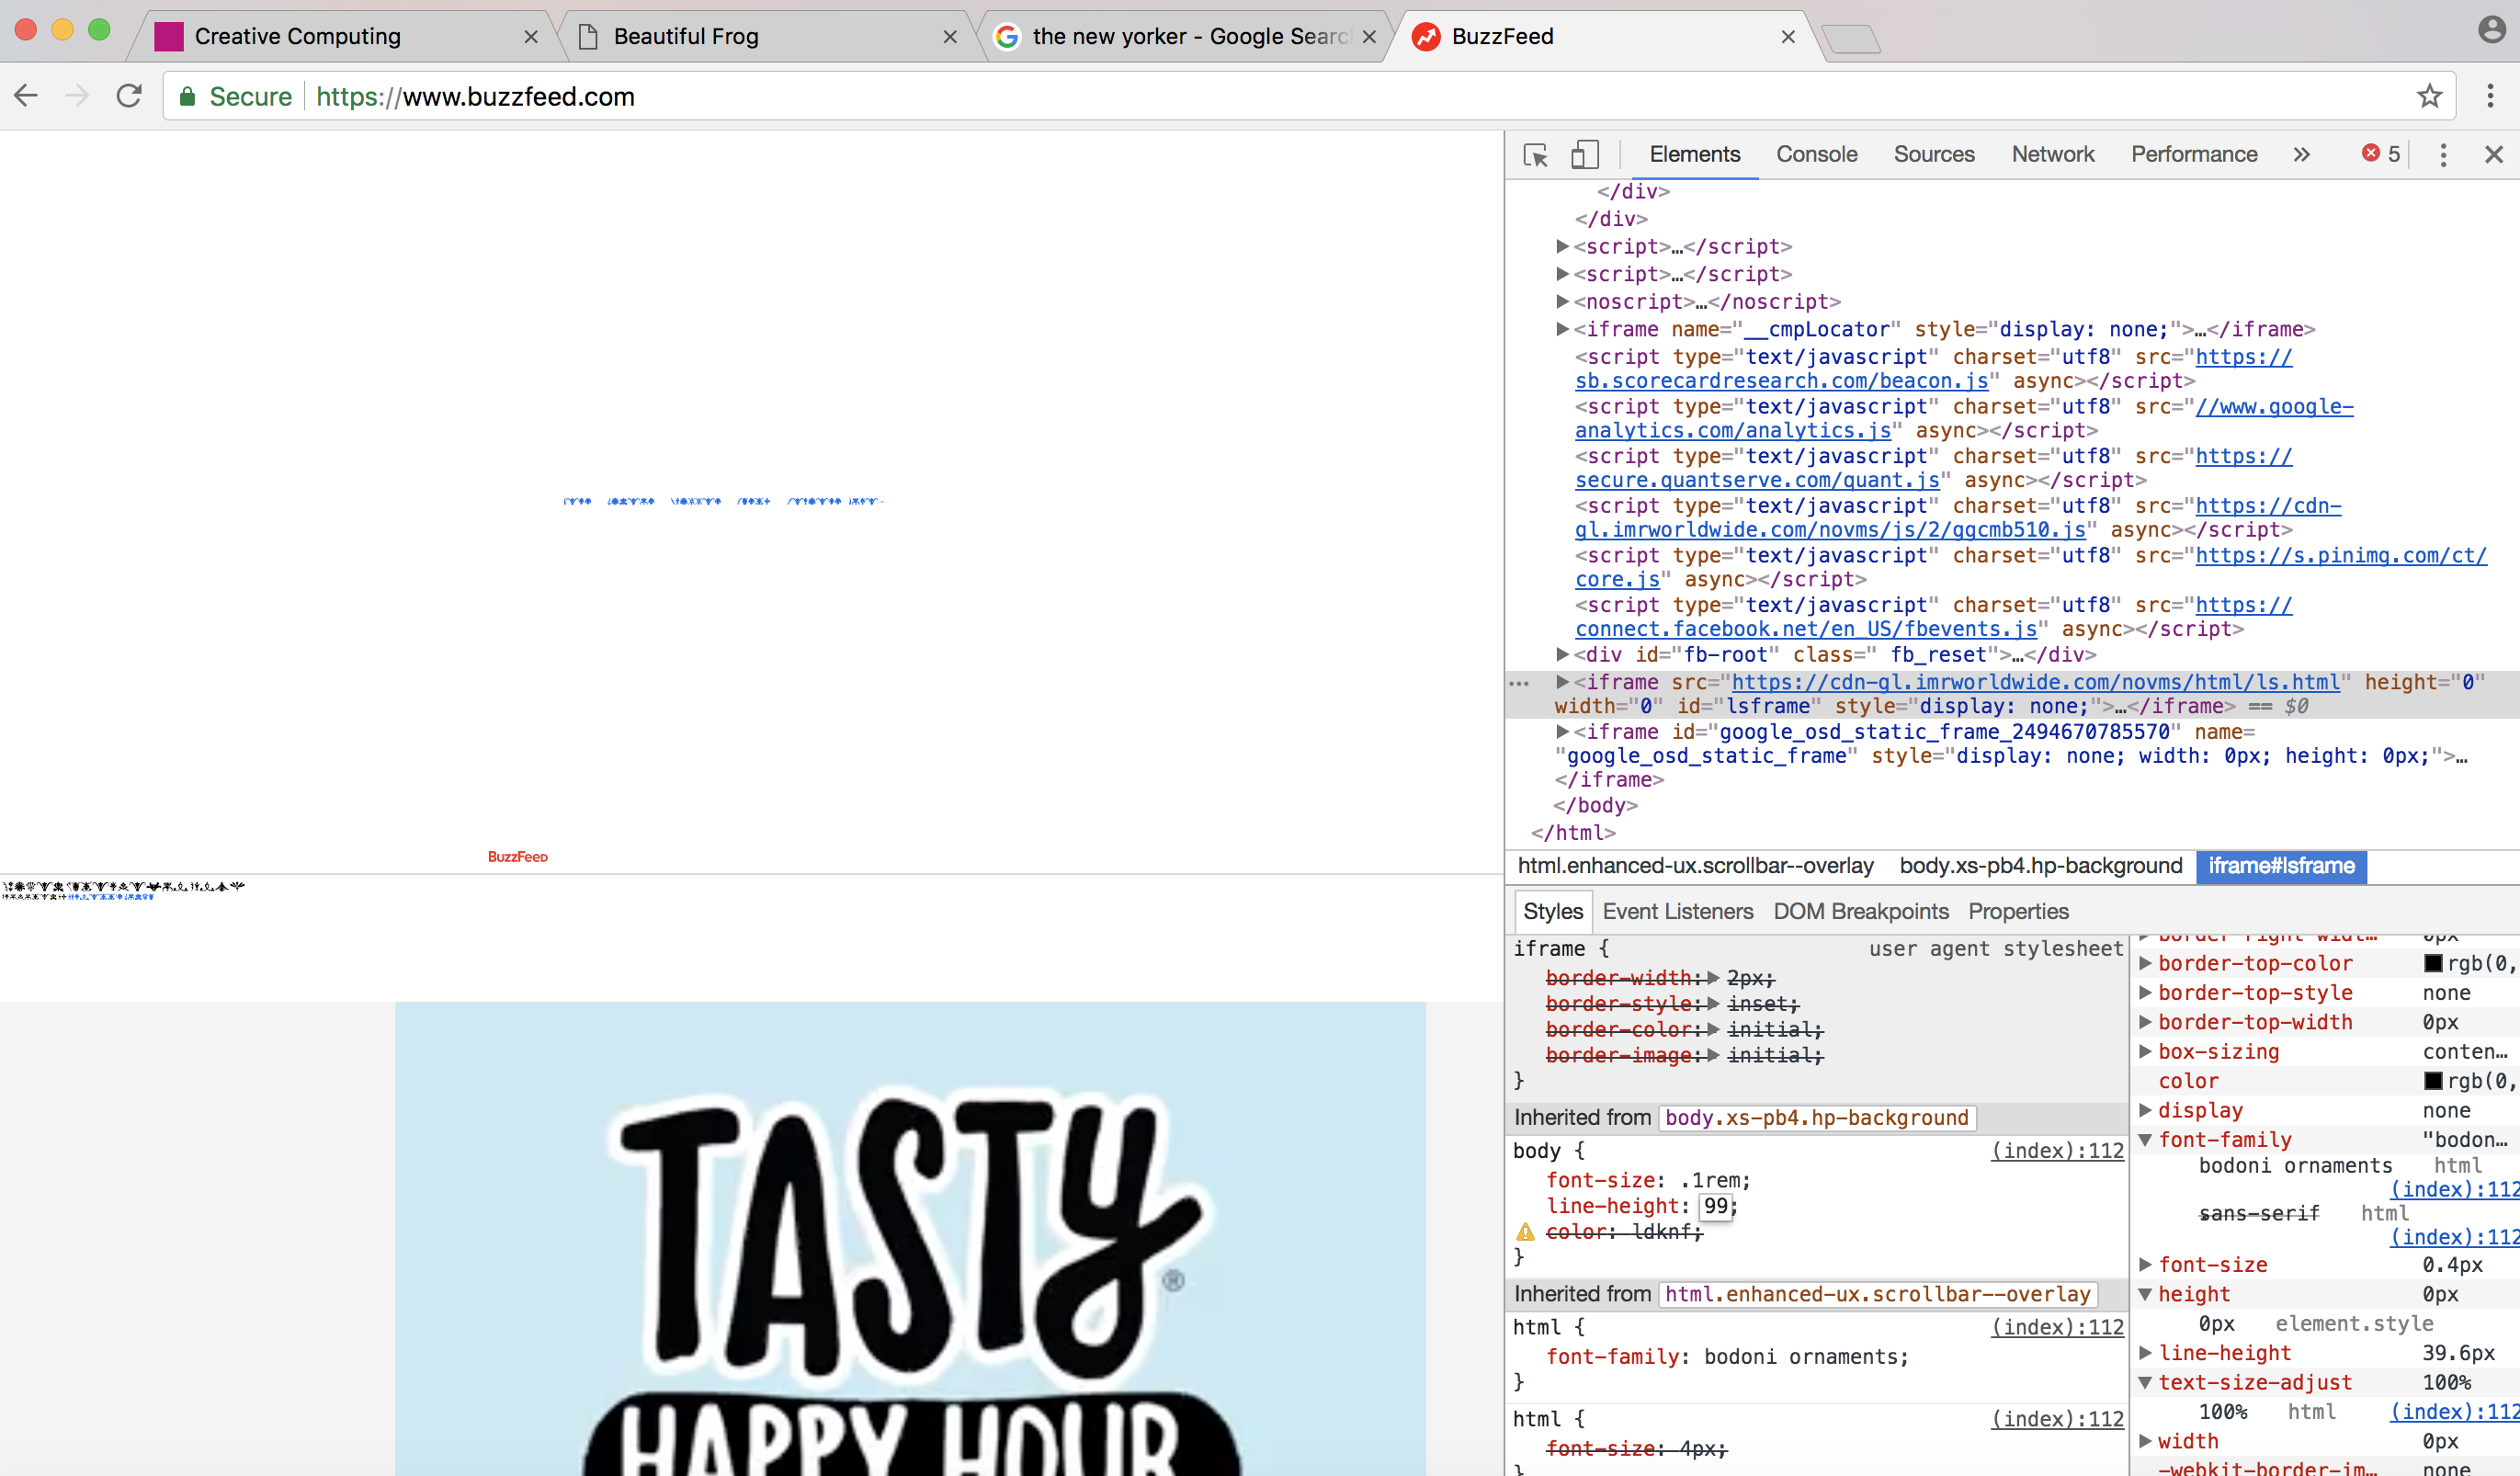 Creative Computing
Beautiful Frog
the new yorker - Google Searc
BuzzFeed
Secure https://www.buzzfeed.com
Elements Console Sources Network Performance » 5
</div>
</div>
<script>…</script>
<script>…</script>
<noscript>…</noscript>
<iframe name="__cmpLocator" style="display: none;">…</iframe>
<script type="text/javascript" charset="utf8" src="https://
sb.scorecardresearch.com/beacon.js" async></script>
<script type="text/javascript" charset="utf8" src="//www.google-
analytics.com/analytics.js" async></script>
<script type="text/javascript" charset="utf8" src="https://
secure.quantserve.com/quant.js" async></script>
<script type="text/javascript" charset="utf8" src="https://cdn-
gl.imrworldwide.com/novms/js/2/ggcmb510.js" async></script>
<script type="text/javascript" charset="utf8" src="https://s.pinimg.com/ct/
core.js" async></script>
<script type="text/javascript" charset="utf8" src="https://
connect.facebook.net/en_US/fbevents.js" async></script>
<div id="fb-root" class=" fb_reset">…</div>
… <iframe src="https://cdn-gl.imrworldwide.com/novms/html/ls.html" height="0"
width="0" id="lsframe" style="display: none;">…</iframe> == $0
<iframe id="google_osd_static_frame_2494670785570" name=
"google_osd_static_frame" style="display: none; width: 0px; height: 0px;">…
</iframe>
</body>
</html>
html.enhanced-ux.scrollbar--overlay body.xs-pb4.hp-background iframe#lsframe
Styles Event Listeners DOM Breakpoints Properties
iframe { user agent stylesheet
border-width: 2px;
border-style: inset;
border-color: initial;
border-image: initial;
}
Inherited from body.xs-pb4.hp-background
body { (index):112
font-size: .1rem;
line-height: 99;
color: ldknf;
}
Inherited from html.enhanced-ux.scrollbar--overlay
html { (index):112
font-family: bodoni ornaments;
}
html { (index):112
font-size: 4px;
}
border-right-widt… 0px
border-top-color rgb(0,
border-top-style none
border-top-width 0px
box-sizing conten…
color rgb(0,
display none
font-family "bodon…
bodoni ornaments html
(index):112
sans-serif html
(index):112
font-size 0.4px
height 0px
0px element.style
line-height 39.6px
text-size-adjust 100%
100% html (index):112
width 0px
-webkit-border-im… none
BuzzFeed
TASTY®
HAPPY HOUR